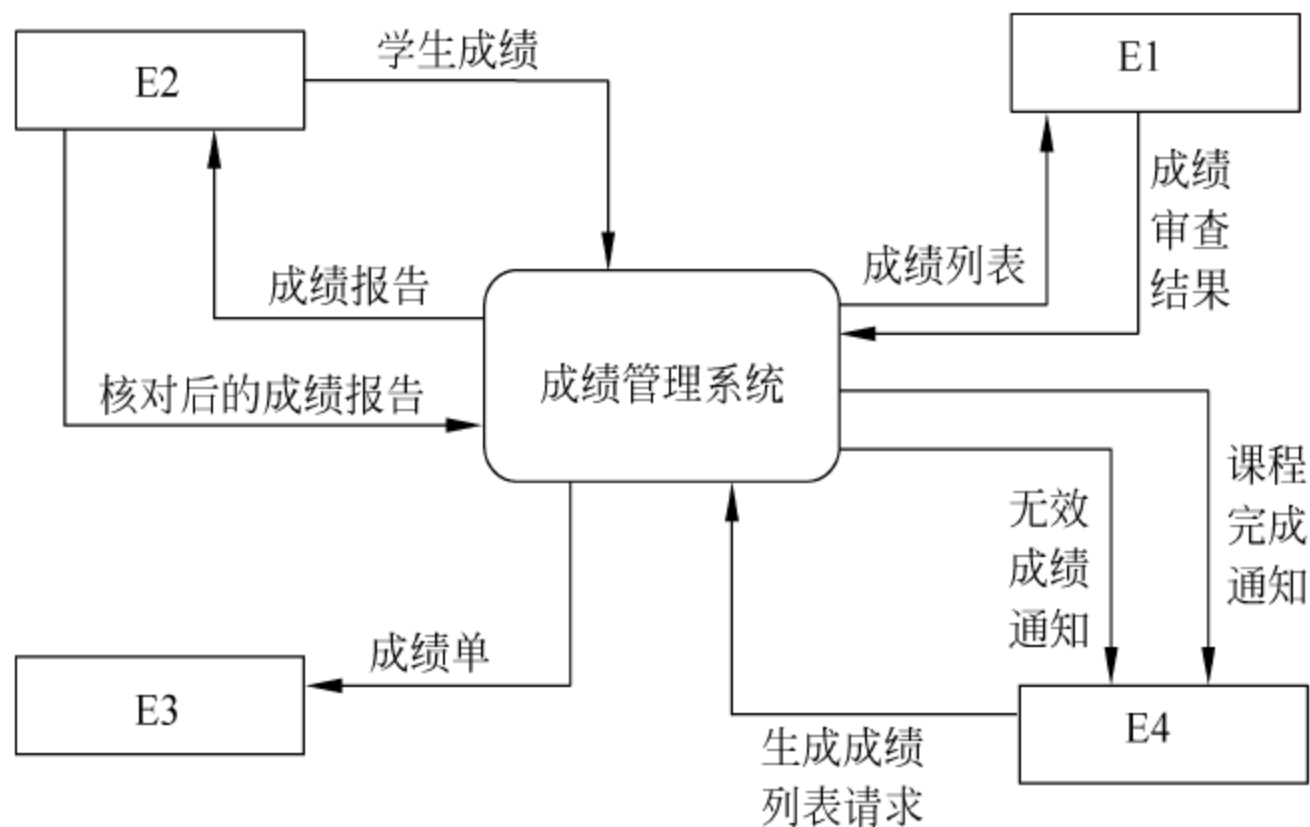 E2
学生成绩
E1
成绩
审查
结果
成绩列表
成绩报告
成绩管理系统
核对后的成绩报告
课程
完成
通知
无效
成绩
通知
成绩单
E3
E4
生成成绩
列表请求